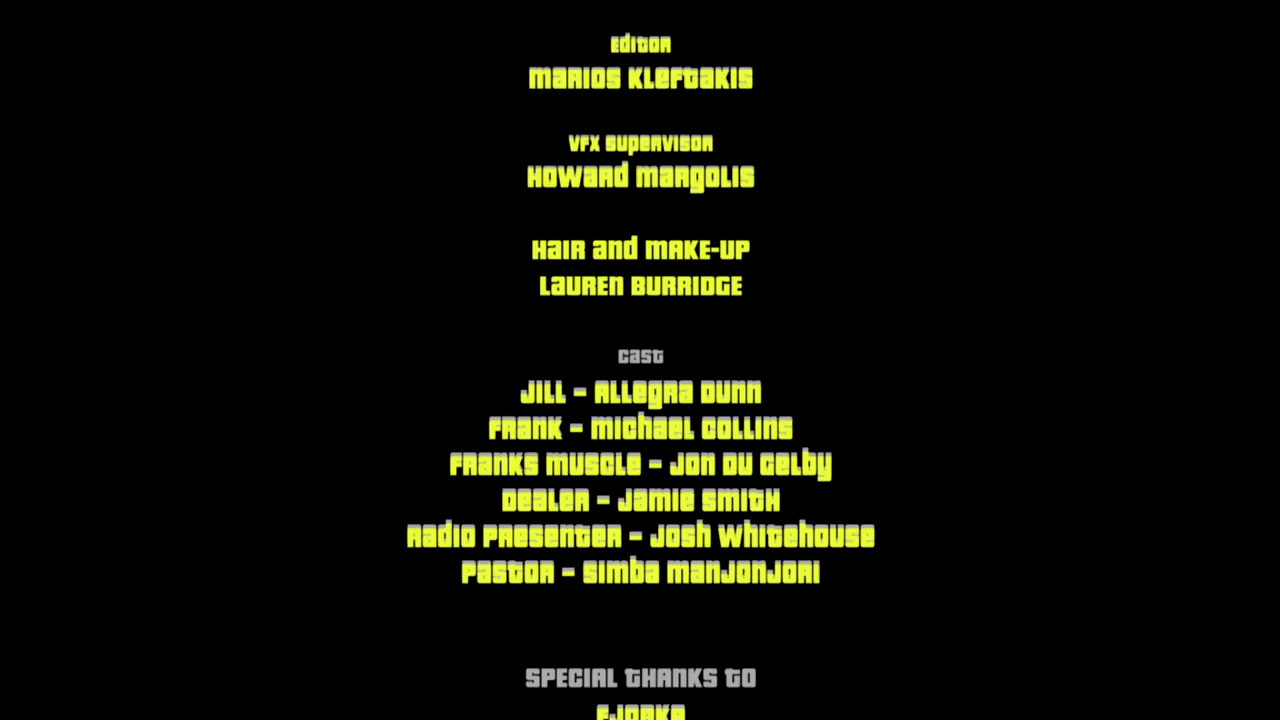 Editor
Marios Kleftakis
VFX Supervisor
Howard Margolis
Hair and Make-up
Lauren Burridge
Cast
Jill - Allegra Dunn
Frank - Michael Collins
Franks Muscle - Jon Du Gelby
Dealer - Jamie Smith
Radio Presenter - Josh Whitehouse
Pastor - Simba Manjonjori
SPECIAL THANKS TO